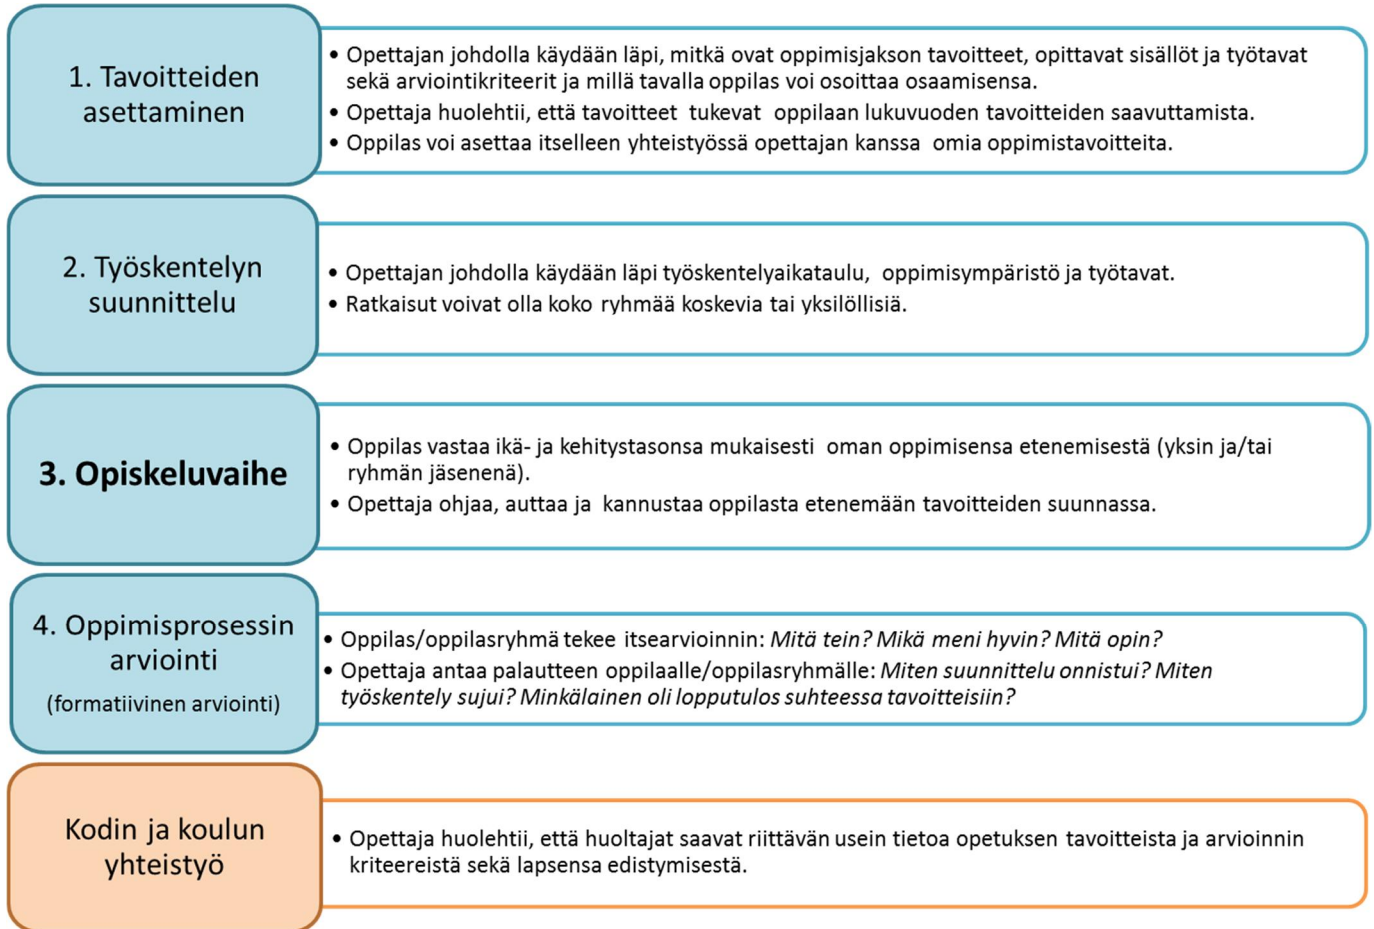 1. Tavoitteiden
asettaminen
• Opettajan johdolla käydään läpi, mitkä ovat oppimisjakson tavoitteet, opittavat sisällöt ja työtavat
sekä arviointikriteerit ja millä tavalla oppilas voi osoittaa osaamisensa.
• Opettaja huolehtii, että tavoitteet tukevat oppilaan lukuvuoden tavoitteiden saavuttamista.
• Oppilas voi asettaa itselleen yhteistyössä opettajan kanssa omia oppimistavoitteita.
2. Työskentelyn
suunnittelu
• Opettajan johdolla käydään läpi työskentelyaikataulu, oppimisympäristö ja työtavat.
• Ratkaisut voivat olla koko ryhmää koskevia tai yksilöllisiä.
3. Opiskeluvaihe
• Oppilas vastaa ikä- ja kehitystasonsa mukaisesti oman oppimisensa etenemisestä (yksin ja/tai
ryhmän jäsenenä).
• Opettaja ohjaa, auttaa ja kannustaa oppilasta etenemään tavoitteiden suunnassa.
4. Oppimisprosessin
arviointi
(formatiivinen arviointi)
• Oppilas/oppilasryhmä tekee itsearvioinnin: Mitä tein? Mikä meni hyvin? Mitä opin?
• Opettaja antaa palautteen oppilaalle/oppilasryhmälle: Miten suunnittelu onnistui? Miten
työskentely sujui? Minkälainen oli lopputulos suhteessa tavoitteisiin?
Kodin ja koulun
yhteistyö
• Opettaja huolehtii, että huoltajat saavat riittävän usein tietoa opetuksen tavoitteista ja arvioinnin
kriteereistä sekä lapsensa edistymisestä.